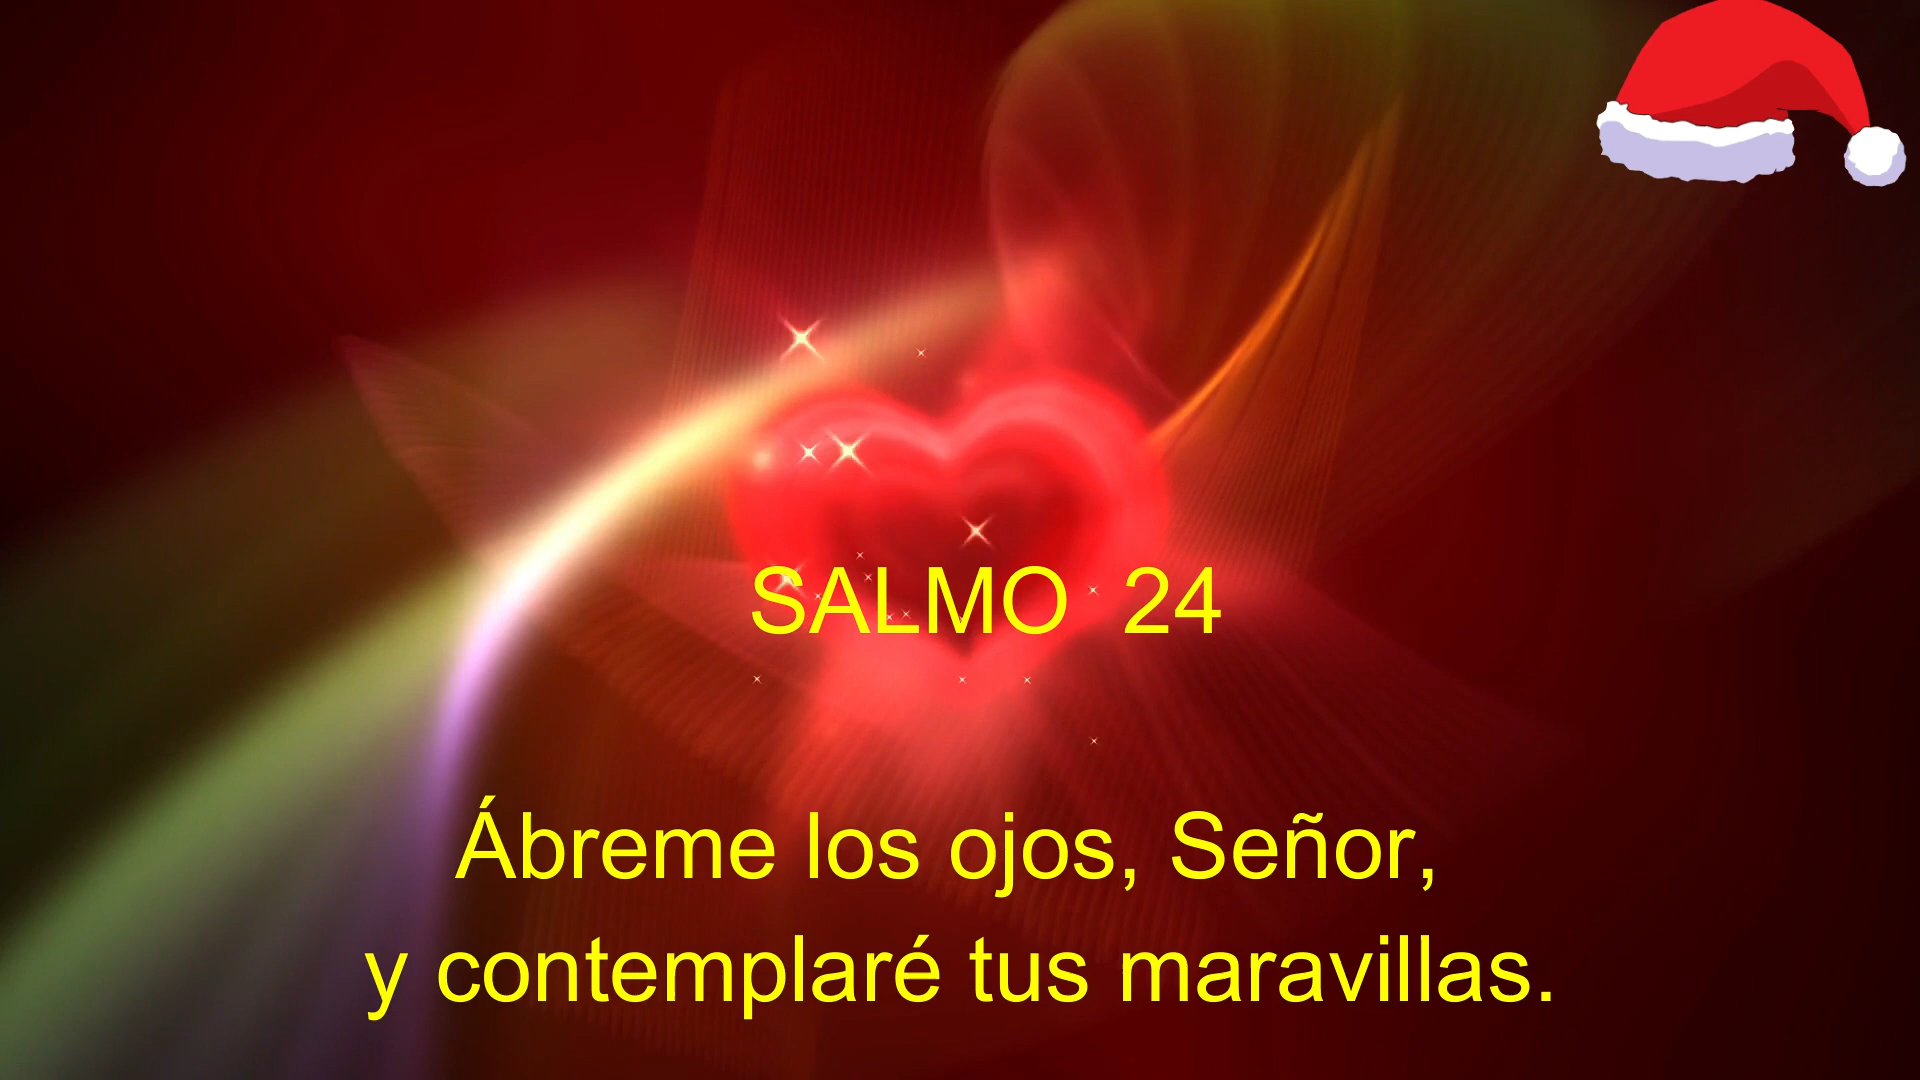 SALMO 24
Ábreme los ojos, Señor,
y contemplaré tus maravillas.